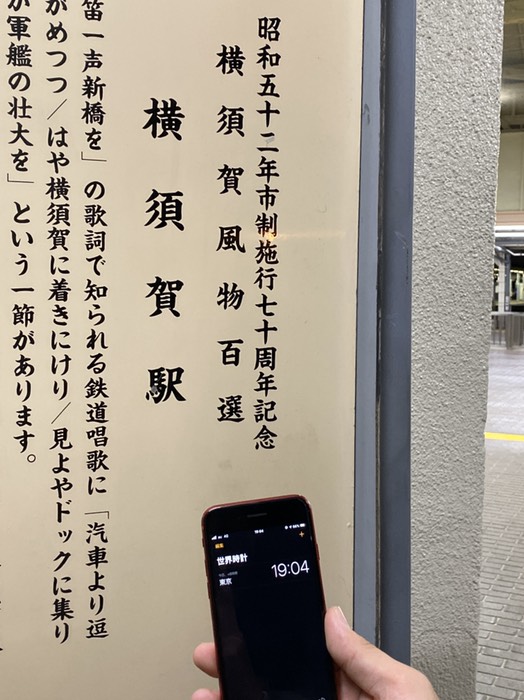 昭和五十二年市制施行七十周年記念
横須賀風物百選
横須賀駅
笛一声新橋を」の歌詞で知られる鉄道唱歌に「汽車より逗
がめつつ/はや横須賀に着きにけり/見よやドックに集り
が軍艦の壮大を」という一節があります。
19:04
編集
+
世界時計
東京
19:04